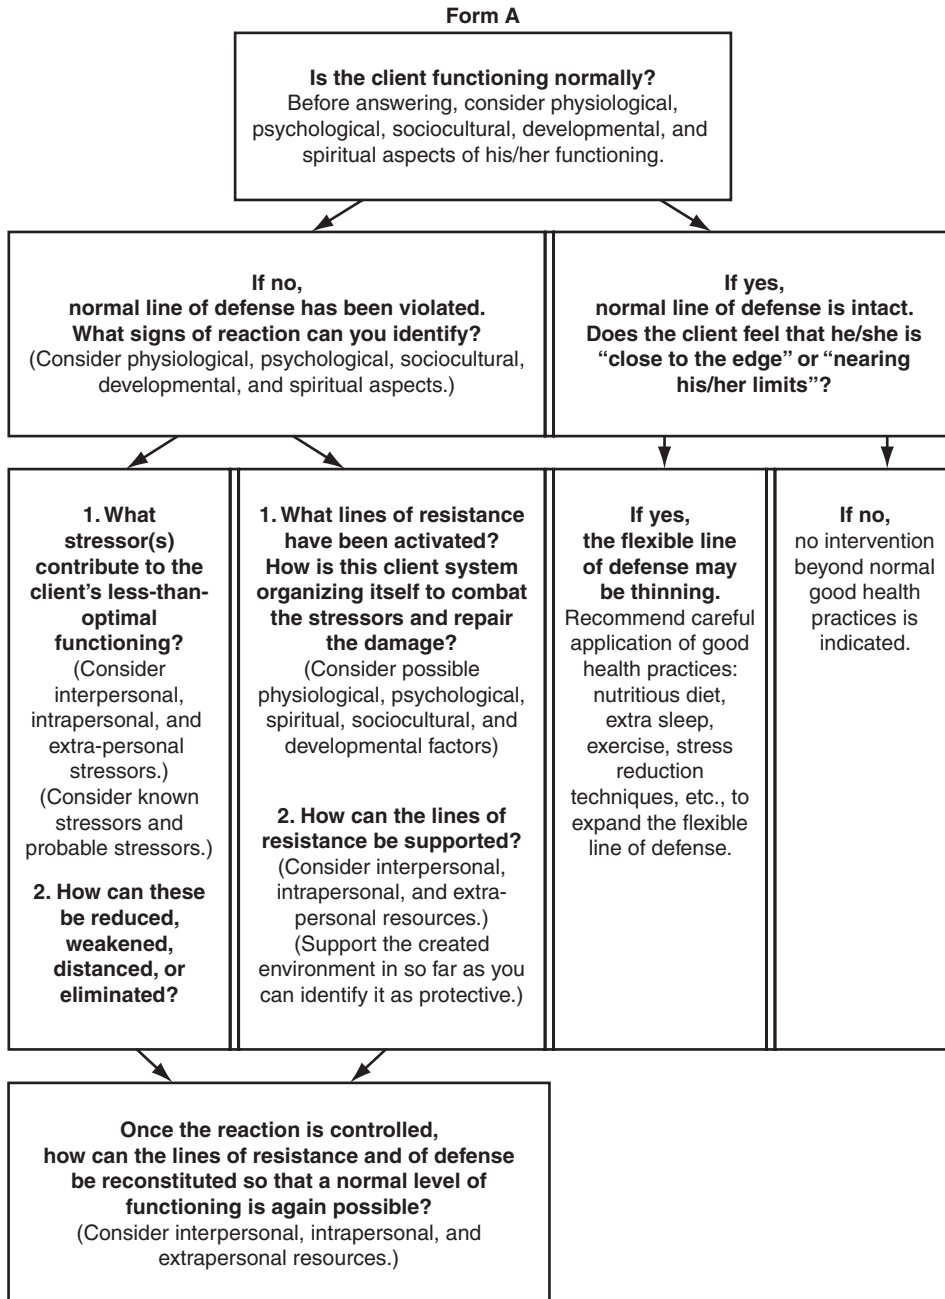 Form A
Is the client functioning normally?
Before answering, consider physiological,
psychological, sociocultural, developmental, and
spiritual aspects of his/her functioning.
If no,
normal line of defense has been violated.
What signs of reaction can you identify?
(Consider physiological, psychological, sociocultural,
developmental, and spiritual aspects.)
If yes,
normal line of defense is intact.
Does the client feel that he/she is
“close to the edge” or “nearing
his/her limits”?
1. What
stressor(s)
contribute to the
client’s less-than-
optimal
functioning?
(Consider
interpersonal,
intrapersonal, and
extra-personal
stressors.)
(Consider known
stressors and
probable stressors.)
2. How can these
be reduced,
weakened,
distanced, or
eliminated?
1. What lines of resistance
have been activated?
How is this client system
organizing itself to combat
the stressors and repair
the damage?
(Consider possible
physiological, psychological,
spiritual, sociocultural, and
developmental factors)
2. How can the lines of
resistance be supported?
(Consider interpersonal,
intrapersonal, and extra-
personal resources.)
(Support the created
environment in so far as you
can identify it as protective.)
If yes,
the flexible line
of defense may
be thinning.
Recommend careful
application of good
health practices:
nutritious diet,
extra sleep,
exercise, stress
reduction
techniques, etc., to
expand the flexible
line of defense.
If no,
no intervention
beyond normal
good health
practices is
indicated.
Once the reaction is controlled,
how can the lines of resistance and of defense
be reconstituted so that a normal level of
functioning is again possible?
(Consider interpersonal, intrapersonal, and
extrapersonal resources.)